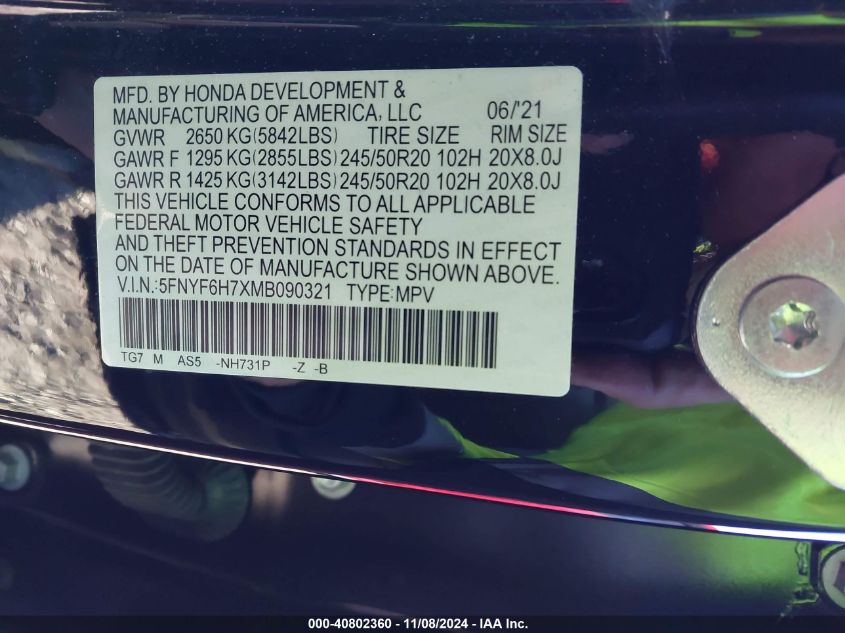 MFD. BY HONDA DEVELOPMENT &
MANUFACTURING OF AMERICA, LLC 06/'21
GVWR 2650 KG(5842LBS) TIRE SIZE RIM SIZE
GAWR F 1295 KG(2855LBS) 245/50R20 102H 20X8.0J
GAWR R 1425 KG(3142LBS) 245/50R20 102H 20X8.0J
THIS VEHICLE CONFORMS TO ALL APPLICABLE
FEDERAL MOTOR VEHICLE SAFETY
AND THEFT PREVENTION STANDARDS IN EFFECT
ON THE DATE OF MANUFACTURE SHOWN ABOVE.
V.I.N.:5FNYF6H7XMB090321 TYPE:MPV
TG7 M AS5 -NH731P -Z -B
000-40802360 - 11/08/2024 - IAA Inc.